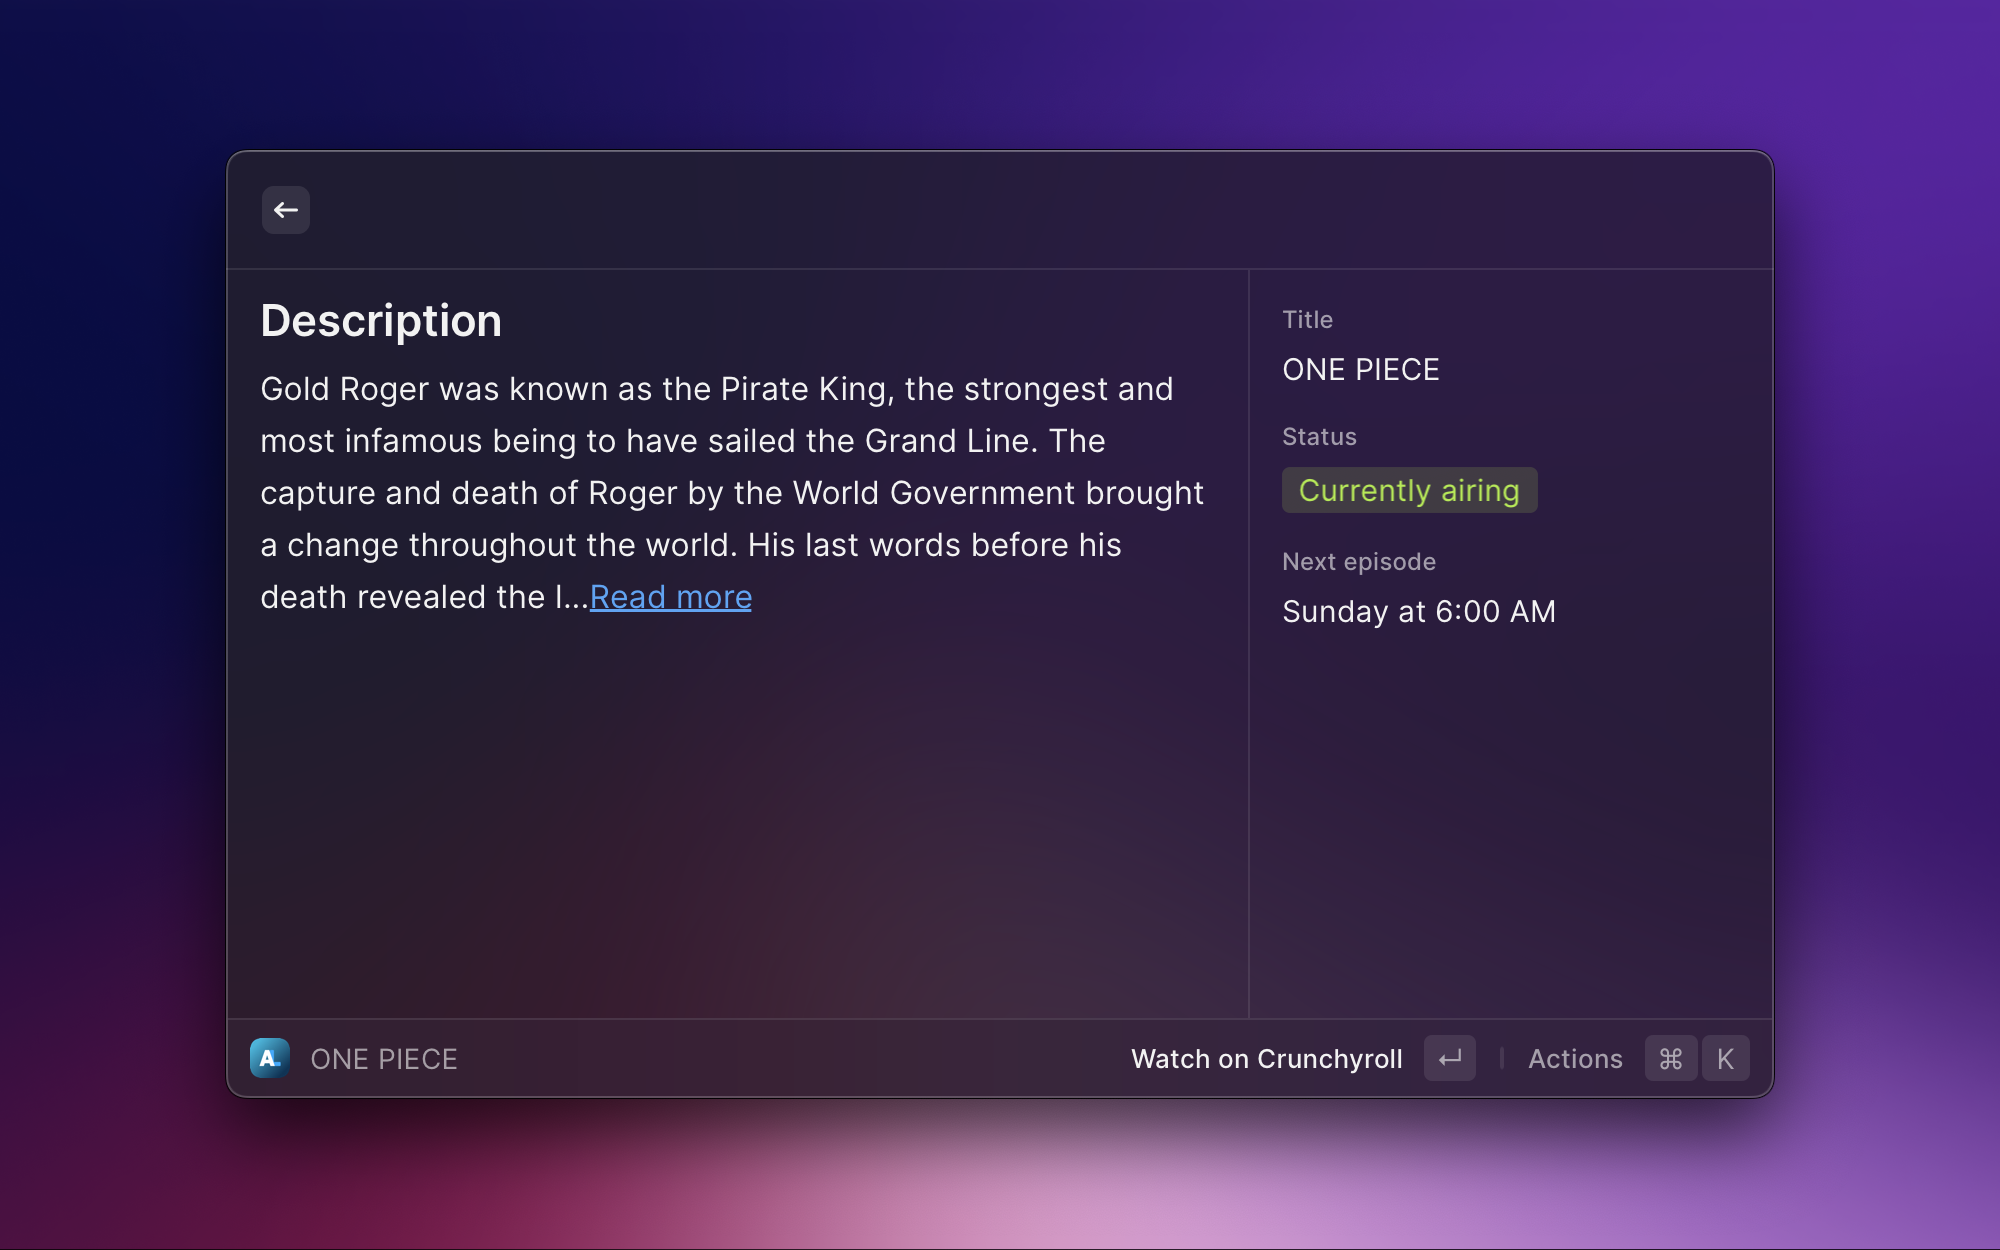 Description
Gold Roger was known as the Pirate King, the strongest and
most infamous being to have sailed the Grand Line. The
capture and death of Roger by the World Government brought
a change throughout the world. His last words before his
death revealed the l...Read more
Title
ONE PIECE
Status
Currently airing
Next episode
Sunday at 6:00 AM
AL
ONE PIECE
Watch on Crunchyroll
Actions ⌘ K